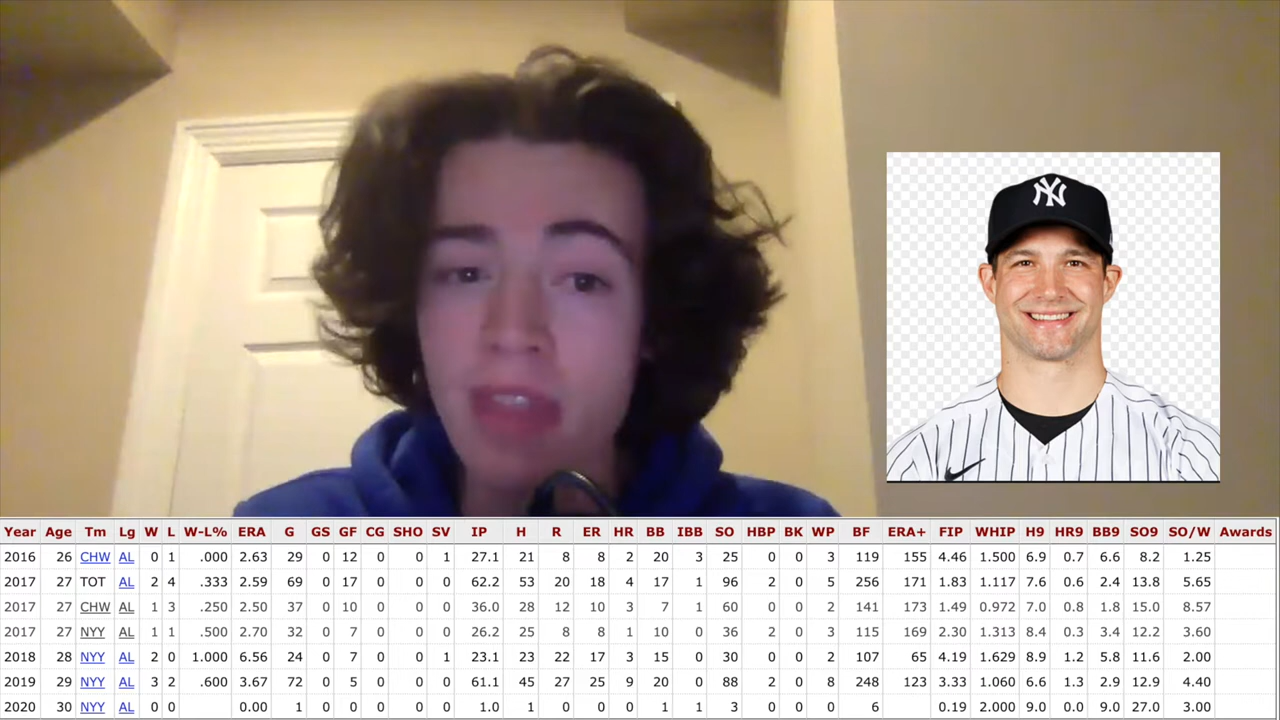 NY
Year Age Tm Lg W L W-L% ERA G GS GF CG SHO SV IP H R ER HR BB IBB SO HBP BK WP BF ERA+ FIP WHIP H9 HR9 BB9 SO9 SO/W Awards
2016 26 CHW AL 0 1 .000 2.63 29 0 12 0 0 1 27.1 21 8 8 2 20 3 25 0 0 3 119 155 4.46 1.500 6.9 0.7 6.6 8.2 1.25
2017 27 TOT AL 2 4 .333 2.59 69 0 17 0 0 0 62.2 53 20 18 4 17 1 96 2 0 5 256 171 1.83 1.117 7.6 0.6 2.4 13.8 5.65
2017 27 CHW AL 1 3 .250 2.50 37 0 10 0 0 0 36.0 28 12 10 3 7 1 60 0 0 2 141 173 1.49 0.972 7.0 0.8 1.8 15.0 8.57
2017 27 NYY AL 1 1 .500 2.70 32 0 7 0 0 0 26.2 25 8 8 1 10 0 36 2 0 3 115 169 2.30 1.313 8.4 0.3 3.4 12.2 3.60
2018 28 NYY AL 2 0 1.000 6.56 24 0 7 0 0 1 23.1 23 22 17 3 15 0 30 0 0 2 107 65 4.19 1.629 8.9 1.2 5.8 11.6 2.00
2019 29 NYY AL 3 2 .600 3.67 72 0 5 0 0 0 61.1 45 27 25 9 20 0 88 2 0 8 248 123 3.33 1.060 6.6 1.3 2.9 12.9 4.40
2020 30 NYY AL 0 0 0.00 1 0 0 0 0 0 1.0 1 0 0 0 1 1 3 0 0 0 6 0.19 2.000 9.0 0.0 9.0 27.0 3.00